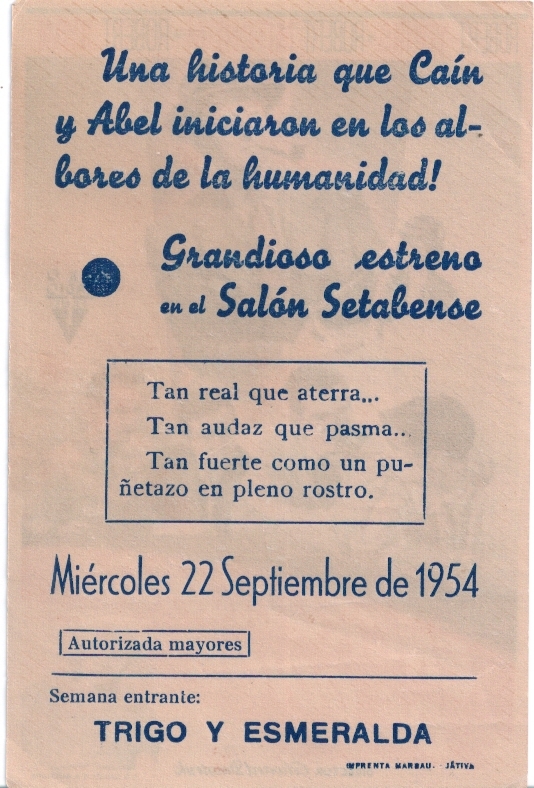 Una historia que Caín
y Abel iniciaron en los al-
bores de la humanidad!
Grandioso estreno
en el Salón Setabense
Tan real que aterra...
Tan audaz que pasma...
Tan fuerte como un pu-
ñetazo en pleno rostro.
Miércoles 22 Septiembre de 1954
Autorizada mayores
Semana entrante:
TRIGO Y ESMERALDA
IMPRENTA MARBAU. - JÁTIVA